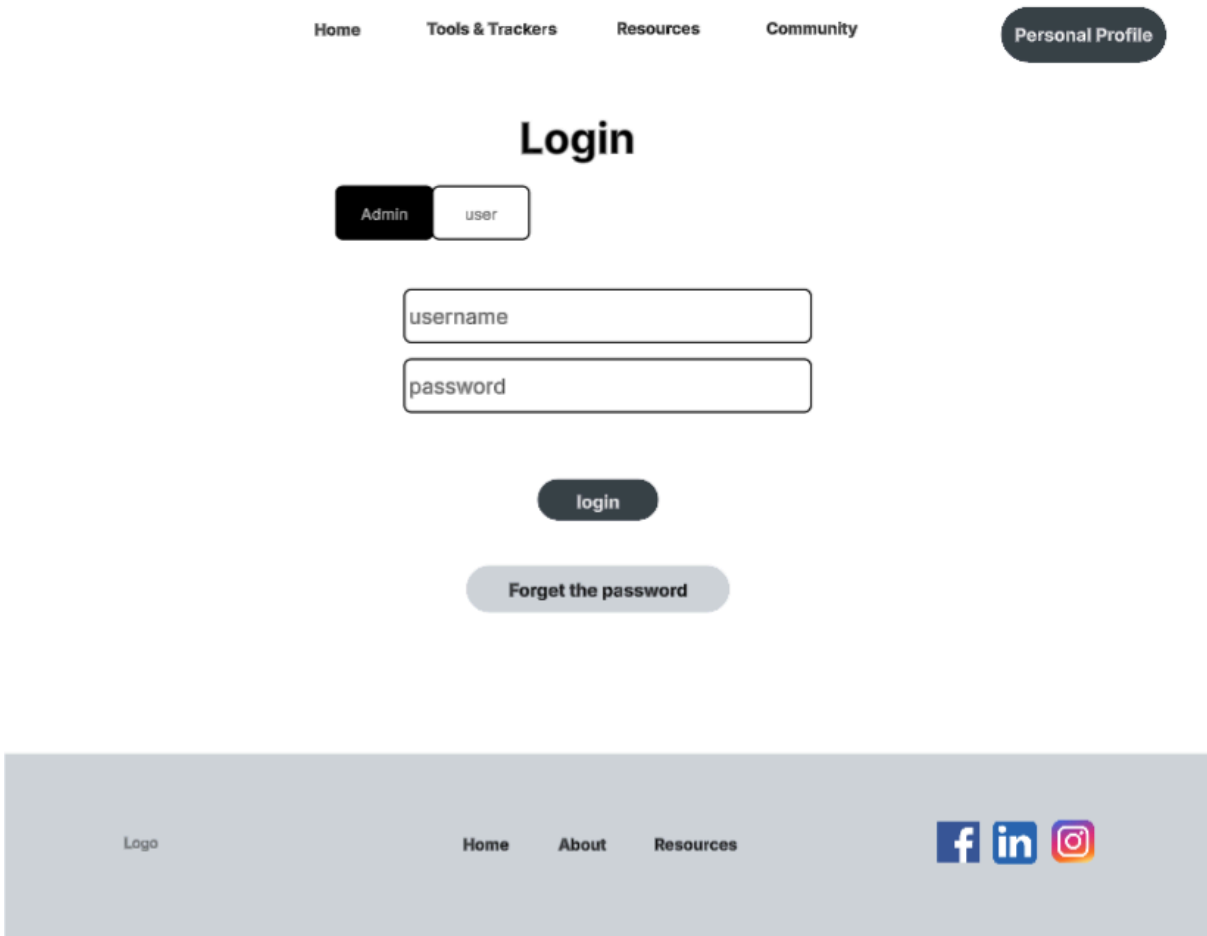 Home Tools & Trackers Resources Community Personal Profile
Login
Admin user
username
password
login
Forget the password
Logo Home About Resources f in